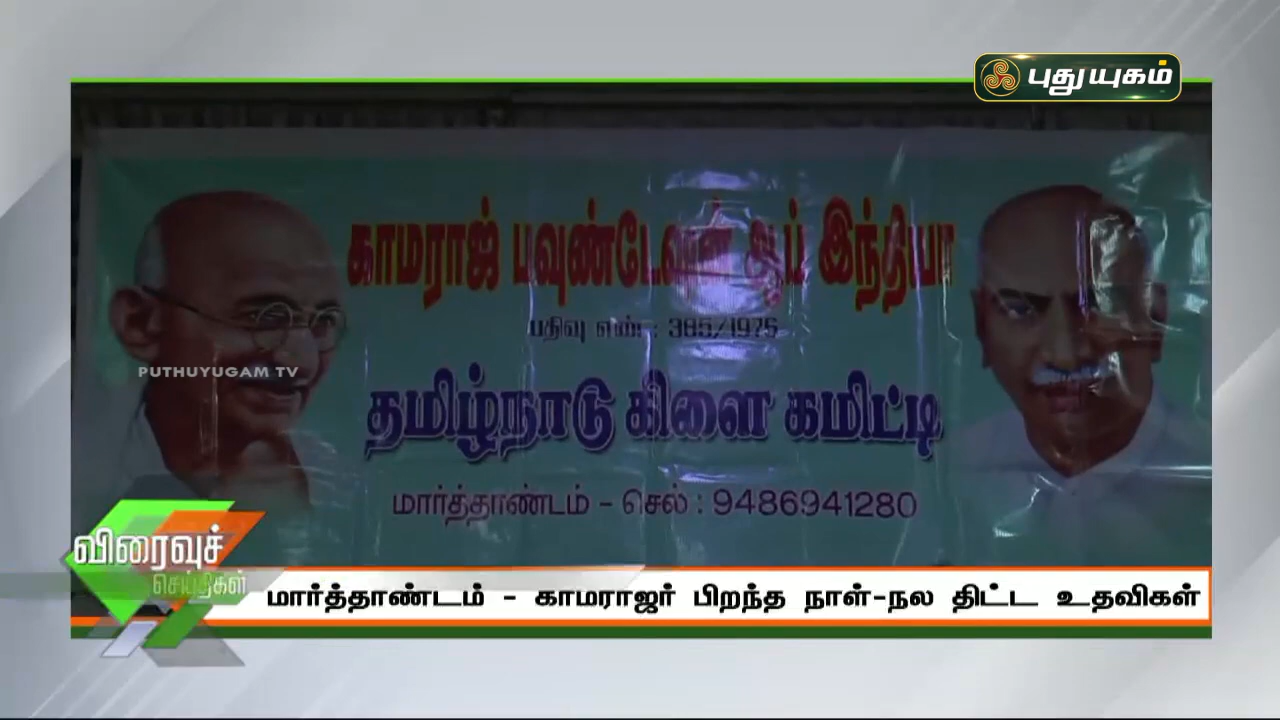 புதுயுகம்
காமராஜ் பவுண்டேஷன் ஆப் இந்தியா
பதிவு எண் : 385/1975
PUTHUYUGAM TV
தமிழ்நாடு கிளை கமிட்டி
மார்த்தாண்டம் - செல் : 9486941280
விரைவுச்
செய்திகள்
மார்த்தாண்டம் - காமராஜர் பிறந்த நாள்-நல திட்ட உதவிகள்